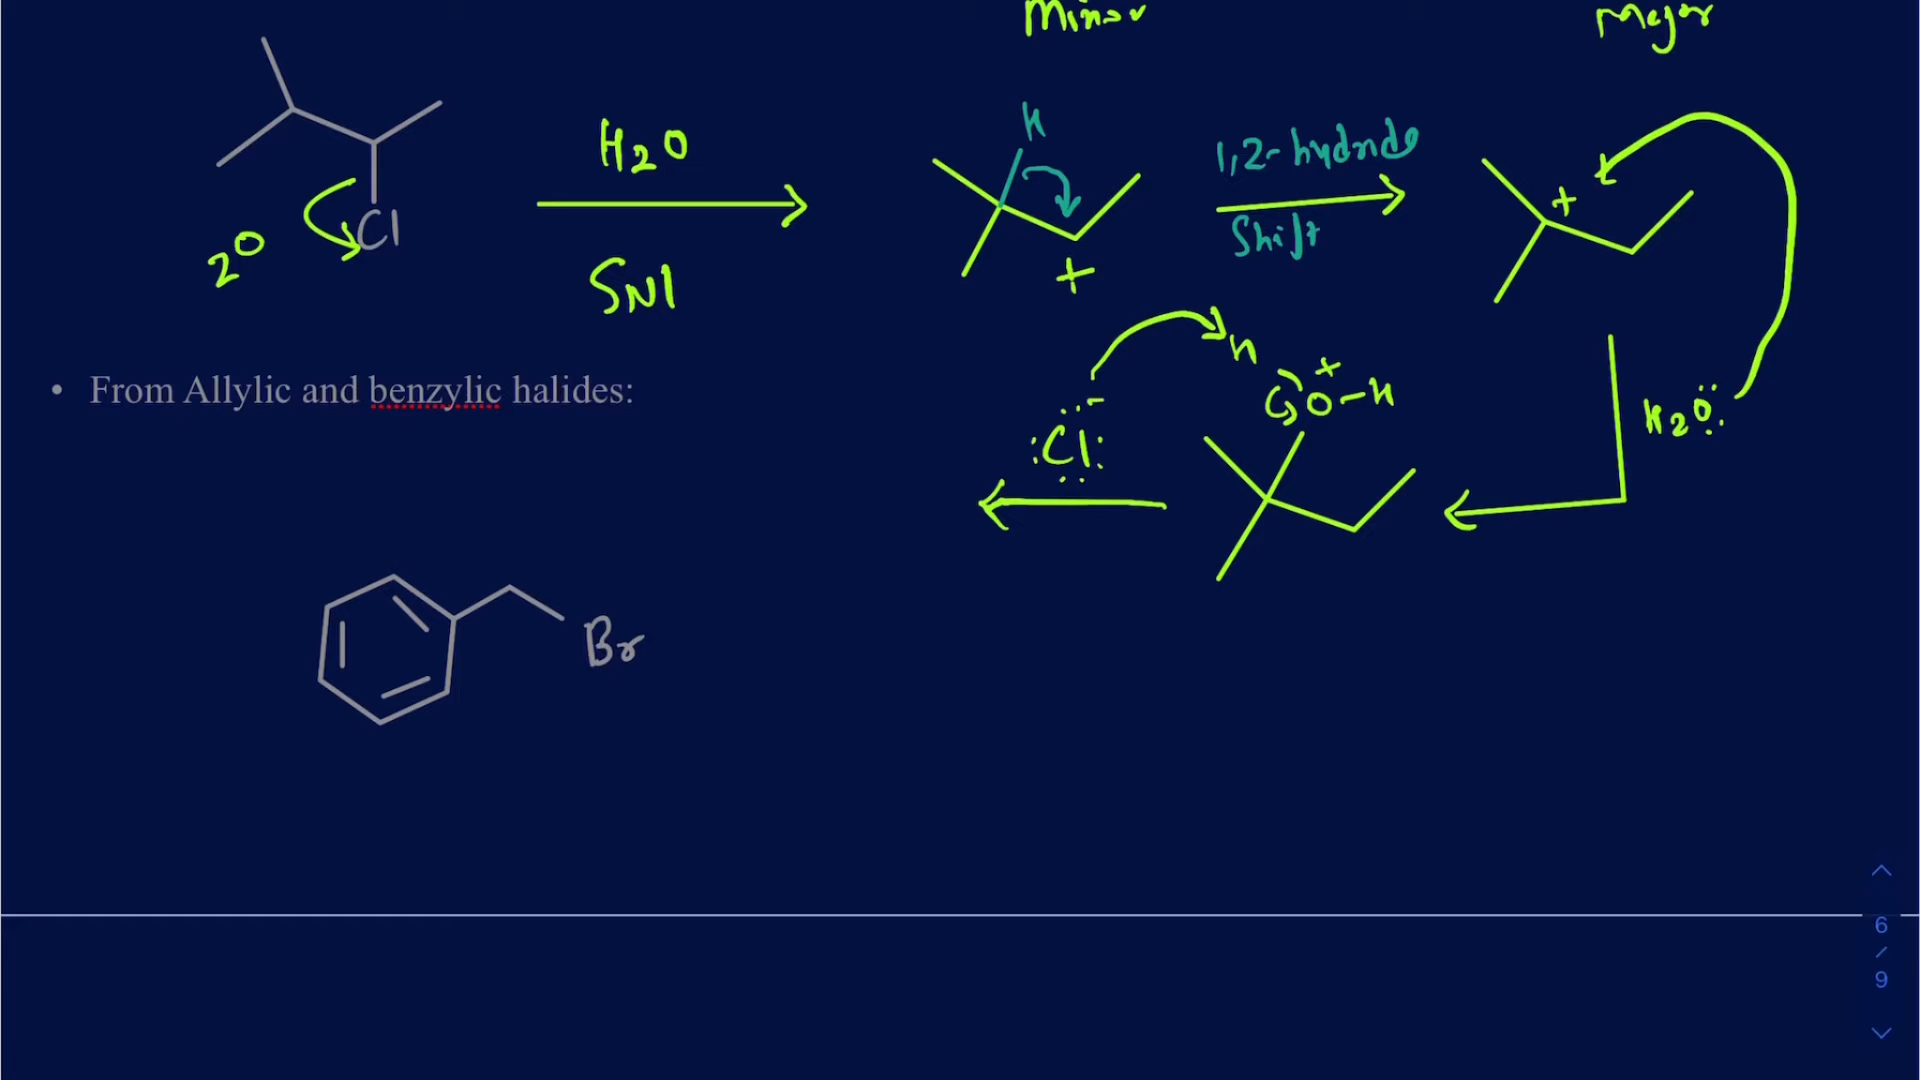 Minor
Major
H
H2O
1,2-hydride
+
Cl
2°
Shift
SN1
+
H
+
• From Allylic and benzylic halides:
O-H
H2O
Cl
Br
6
/
9